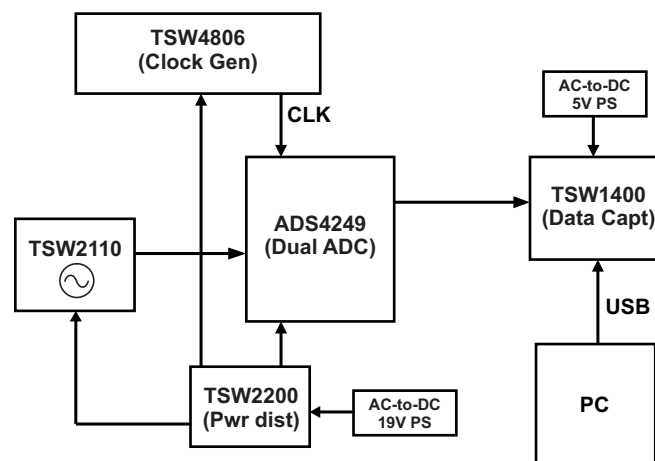 TSW4806
(Clock Gen)
CLK
AC-to-DC
5V PS
ADS4249
(Dual ADC)
TSW1400
(Data Capt)
TSW2110
USB
TSW2200
(Pwr dist)
AC-to-DC
19V PS
PC